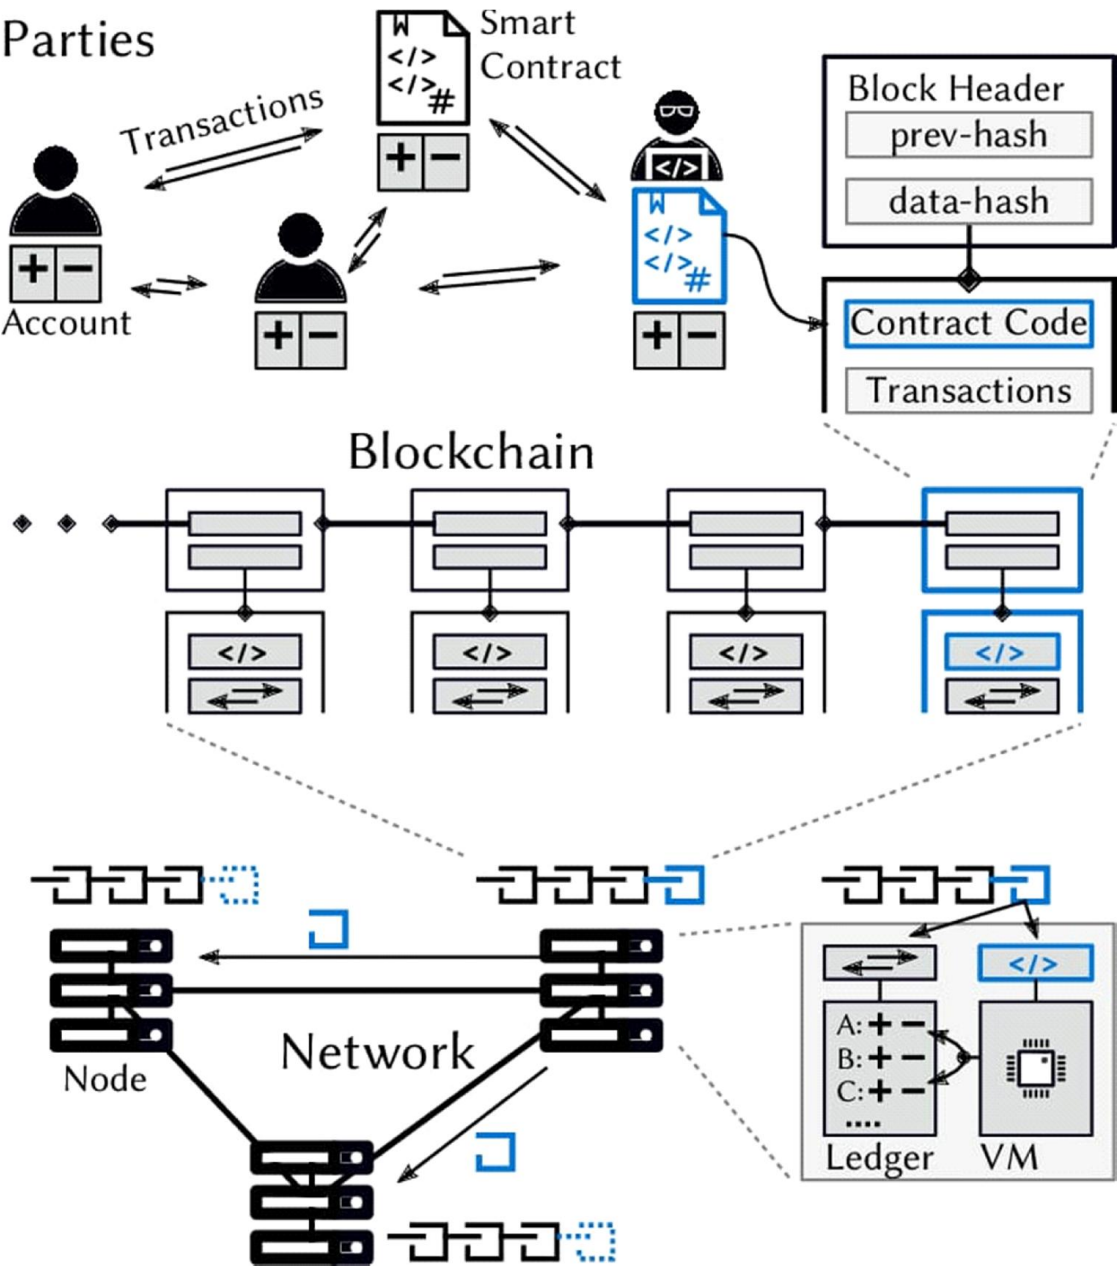 Parties
Smart
Contract
Transactions
</>
</>
#
+ −
</>
Account
+ −
+ −
</>
</>
#
+ −
Block Header
prev-hash
data-hash
Contract Code
Transactions
Blockchain
</>
</>
</>
</>
Network
Node
</>
A: + −
B: + −
C: + −
....
Ledger
VM